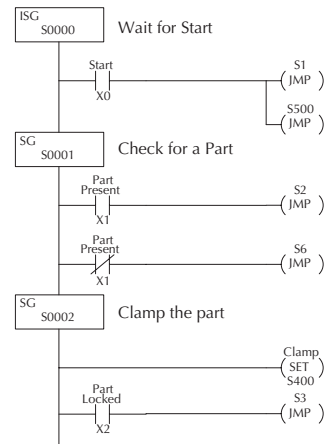 ISG
S0000
Wait for Start
Start
X0
S1
JMP
S500
JMP
SG
S0001
Check for a Part
Part
Present
X1
S2
JMP
Part
Present
X1
S6
JMP
SG
S0002
Clamp the part
Clamp
SET
S400
Part
Locked
X2
S3
JMP